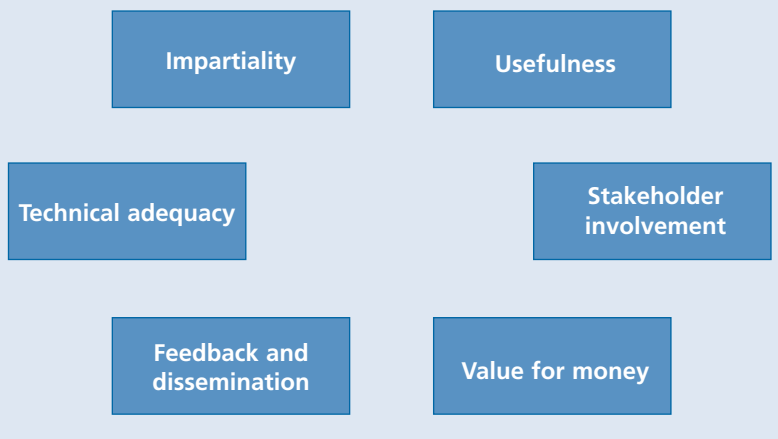 Impartiality
Usefulness
Technical adequacy
Stakeholder
involvement
Feedback and
dissemination
Value for money